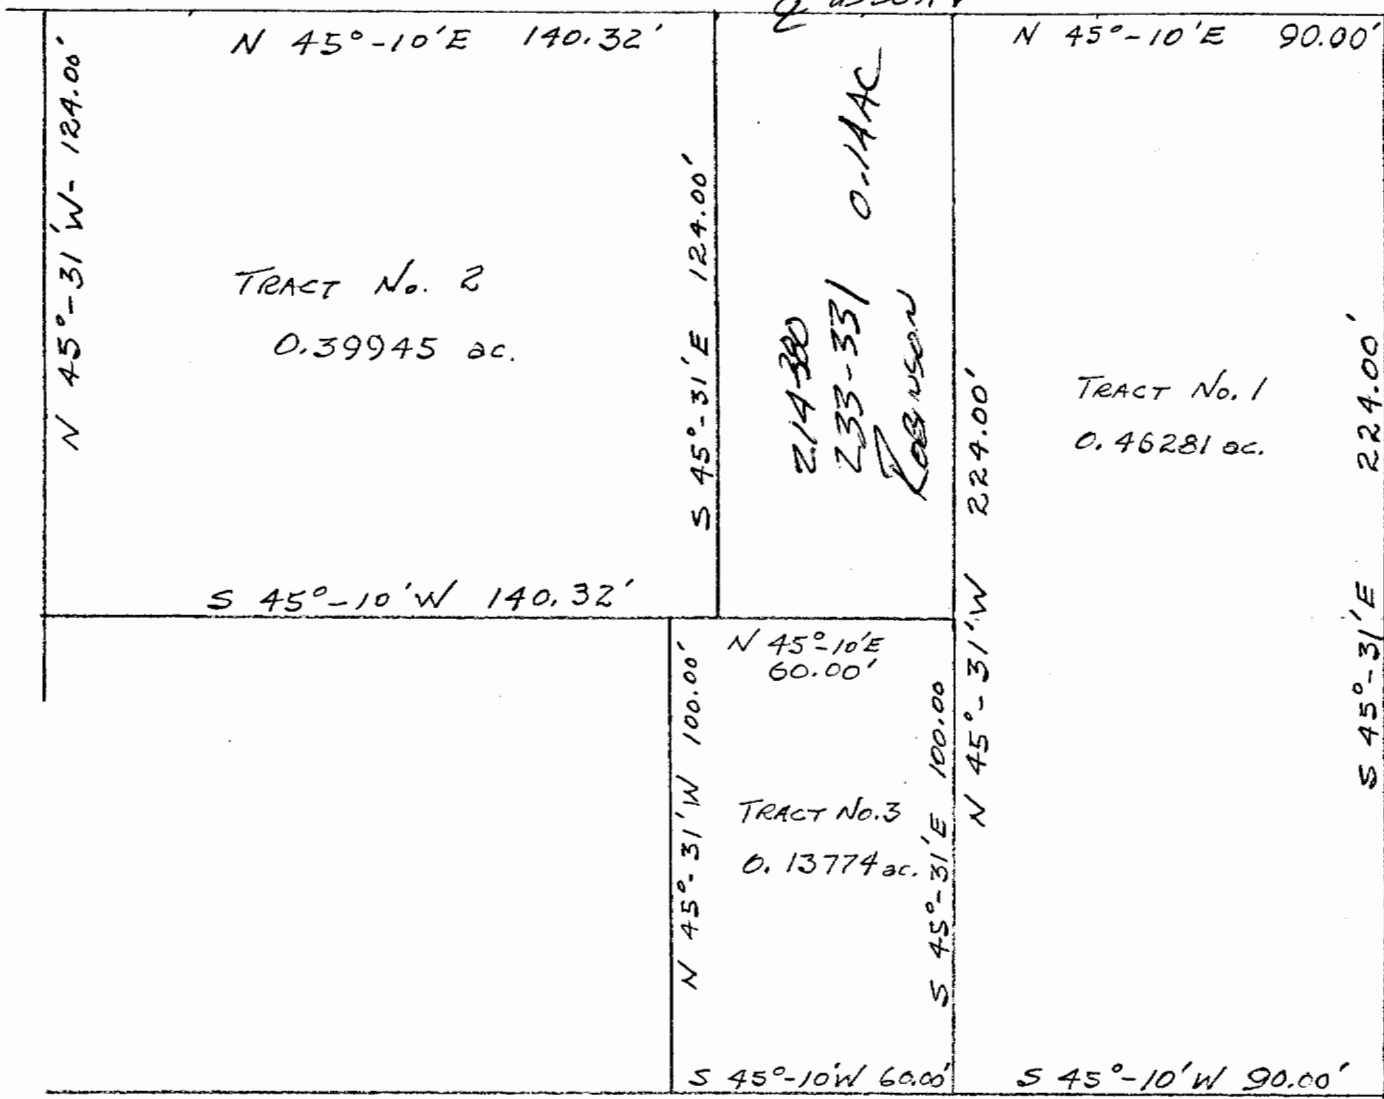 N 45°-10'E 140.32'
N 45°-10'E 90.00'
N 45°-31'W- 124.00'
TRACT No. 2
0.39945 ac.
S 45°-31'E 124.00'
S 45°-10'W 140.32'
214-380
233-331 0.14AC
Robinson
TRACT No. 1
0.46281 ac.
N 45°-31'W 224.00'
S 45°-31'E 224.00'
N 45°-10'E
60.00'
N 45°-31'W 100.00'
TRACT No.3
0.13774 ac.
S 45°-31'E 100.00
S 45°-10'W 60.00'
S 45°-10'W 90.00'